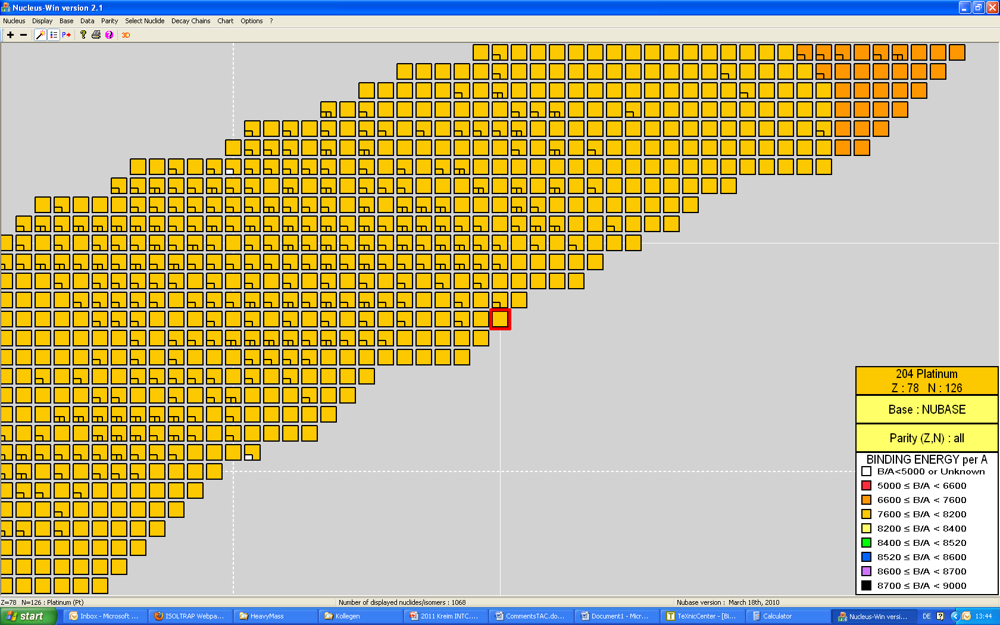 Nucleus-Win version 2.1
Nucleus Display Base Data Parity Select Nuclide Decay Chains Chart Options ?
P ? ? 3D
204 Platinum
Z : 78 N : 126
Base : NUBASE
Parity (Z,N) : all
BINDING ENERGY per A
B/A<5000 or Unknown
5000 ≤ B/A < 6600
6600 ≤ B/A < 7600
7600 ≤ B/A < 8200
8200 ≤ B/A < 8400
8400 ≤ B/A < 8520
8520 ≤ B/A < 8600
8600 ≤ B/A < 8700
8700 ≤ B/A < 9000
Z=78 N=126 : Platinum (Pt) Number of displayed nuclides/isomers : 1068 Nubase version : March 18th, 2010
start Inbox - Microsoft ... ISOLTRAP Webpa... HeavyMass Kollegen 2011 Kreim INTC.... CommentsTAC.do... Document1 - Micr... TeXnicCenter - [Bi... Calculator Nucleus-Win versi... DE ? 13:44